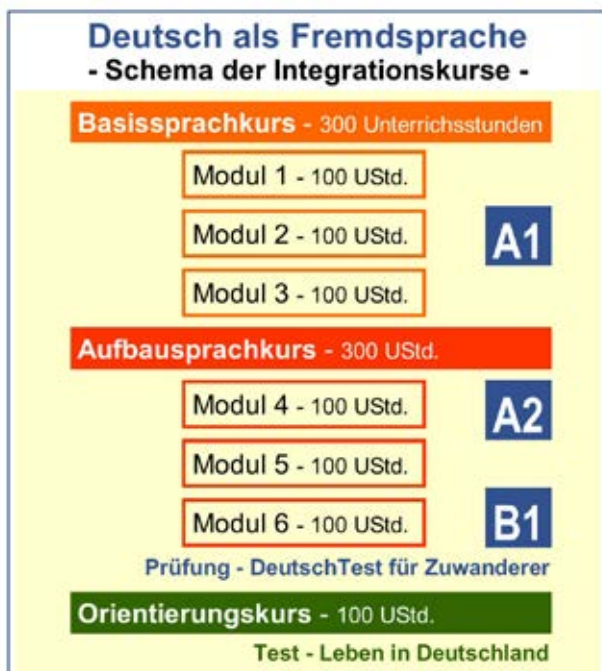 Deutsch als Fremdsprache
- Schema der Integrationskurse -
Basissprachkurs - 300 Unterrichsstunden
Modul 1 - 100 UStd.
Modul 2 - 100 UStd.
A1
Modul 3 - 100 UStd.
Aufbausprachkurs - 300 UStd.
Modul 4 - 100 UStd.
A2
Modul 5 - 100 UStd.
Modul 6 - 100 UStd.
B1
Prüfung - DeutschTest für Zuwanderer
Orientierungskurs - 100 UStd.
Test - Leben in Deutschland